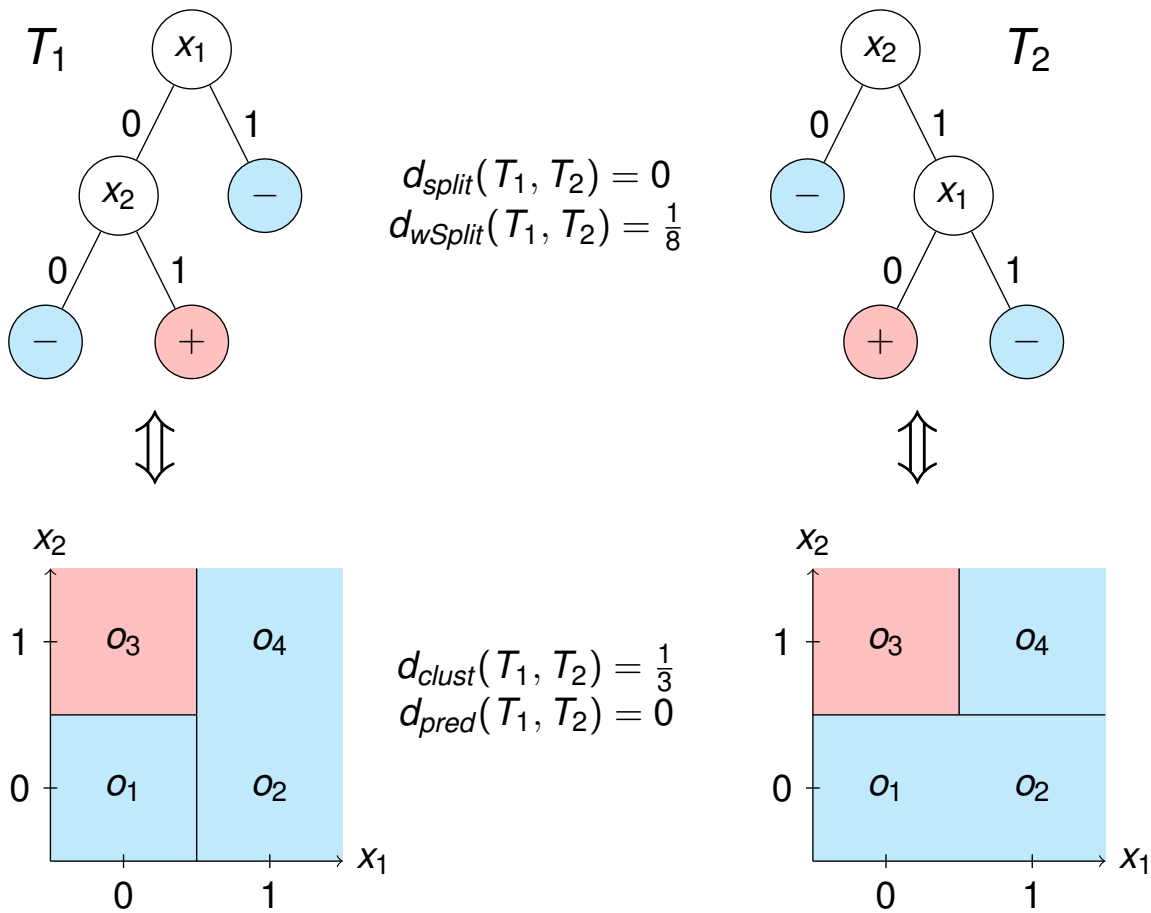 T₁
x₁
x₂
T₂
0
1
0
1
x₂
−
d_split(T₁, T₂) = 0
d_wSplit(T₁, T₂) = 1/8
−
x₁
0
1
0
1
−
+
+
−
x₂
x₂
1
o₃
o₄
1
o₃
o₄
d_clust(T₁, T₂) = 1/3
d_pred(T₁, T₂) = 0
0
o₁
o₂
0
o₁
o₂
x₁
x₁
0
1
0
1